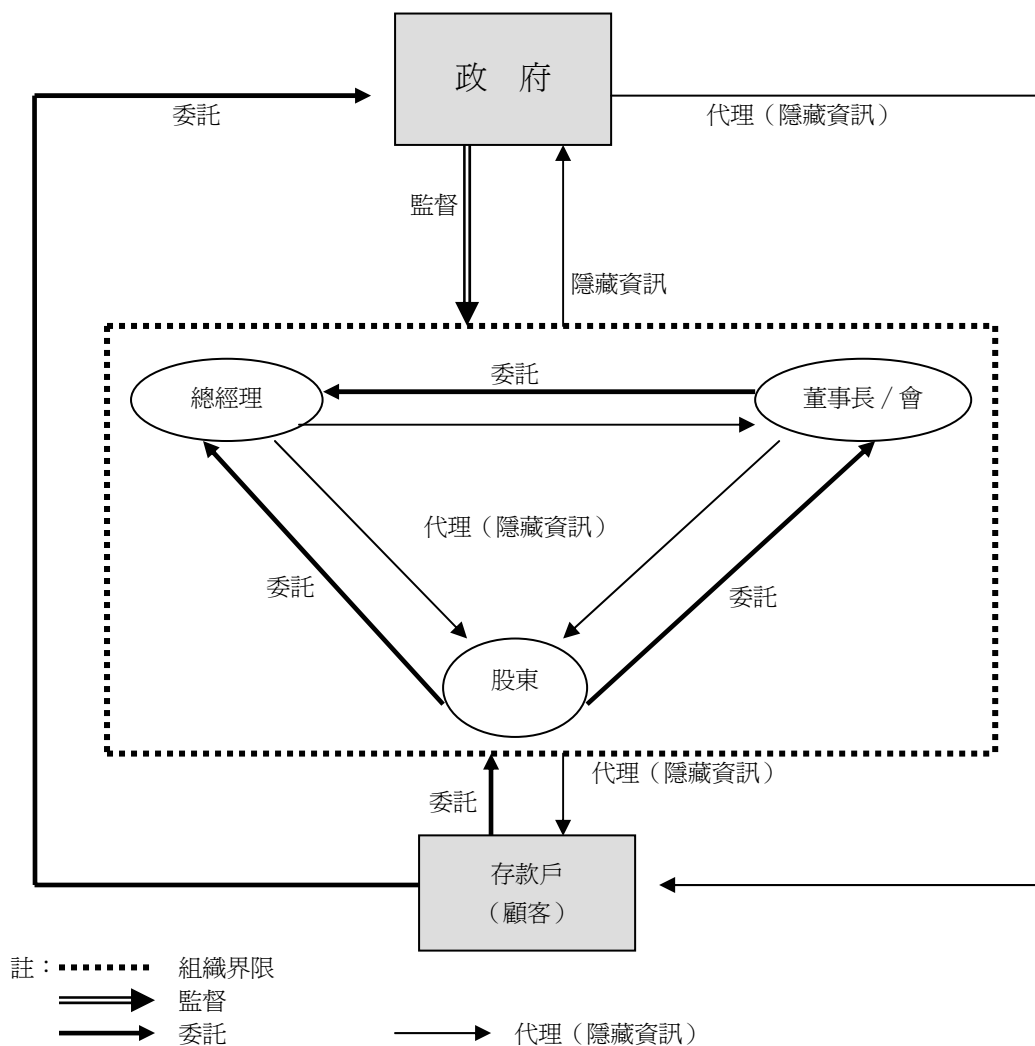 政　府
委託
代理（隱藏資訊）
監督
隱藏資訊
委託
總經理
董事長／會
代理（隱藏資訊）
委託
委託
股東
代理（隱藏資訊）
委託
存款戶
（顧客）
註：
組織界限
監督
委託
代理（隱藏資訊）